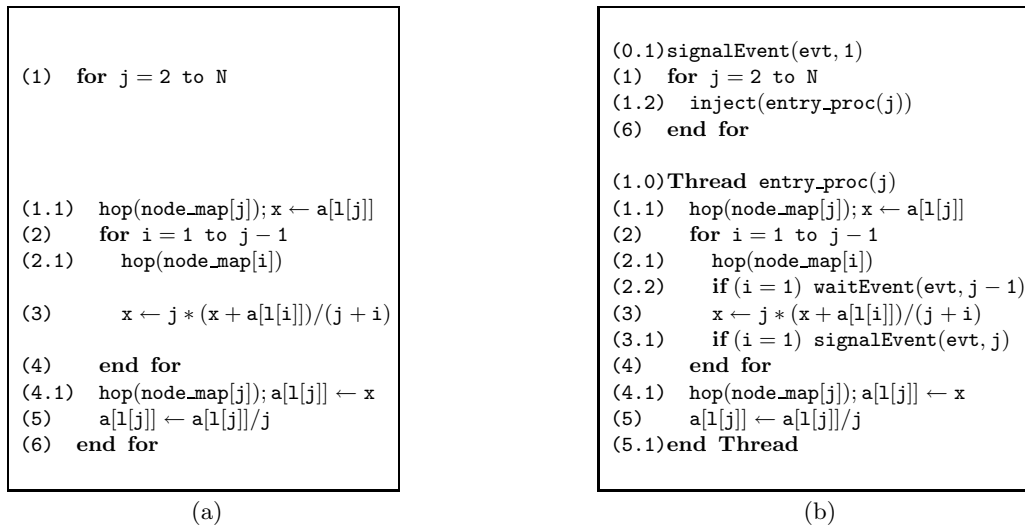 (1) for j = 2 to N
(1.1) hop(node_map[j]); x ← a[l[j]]
(2) for i = 1 to j − 1
(2.1) hop(node_map[i])
(3) x ← j ∗ (x + a[l[i]])/(j + i)
(4) end for
(4.1) hop(node_map[j]); a[l[j]] ← x
(5) a[l[j]] ← a[l[j]]/j
(6) end for
(a)
(0.1) signalEvent(evt, 1)
(1) for j = 2 to N
(1.2) inject(entry_proc(j))
(6) end for
(1.0) Thread entry_proc(j)
(1.1) hop(node_map[j]); x ← a[l[j]]
(2) for i = 1 to j − 1
(2.1) hop(node_map[i])
(2.2) if (i = 1) waitEvent(evt, j − 1)
(3) x ← j ∗ (x + a[l[i]])/(j + i)
(3.1) if (i = 1) signalEvent(evt, j)
(4) end for
(4.1) hop(node_map[j]); a[l[j]] ← x
(5) a[l[j]] ← a[l[j]]/j
(5.1) end Thread
(b)